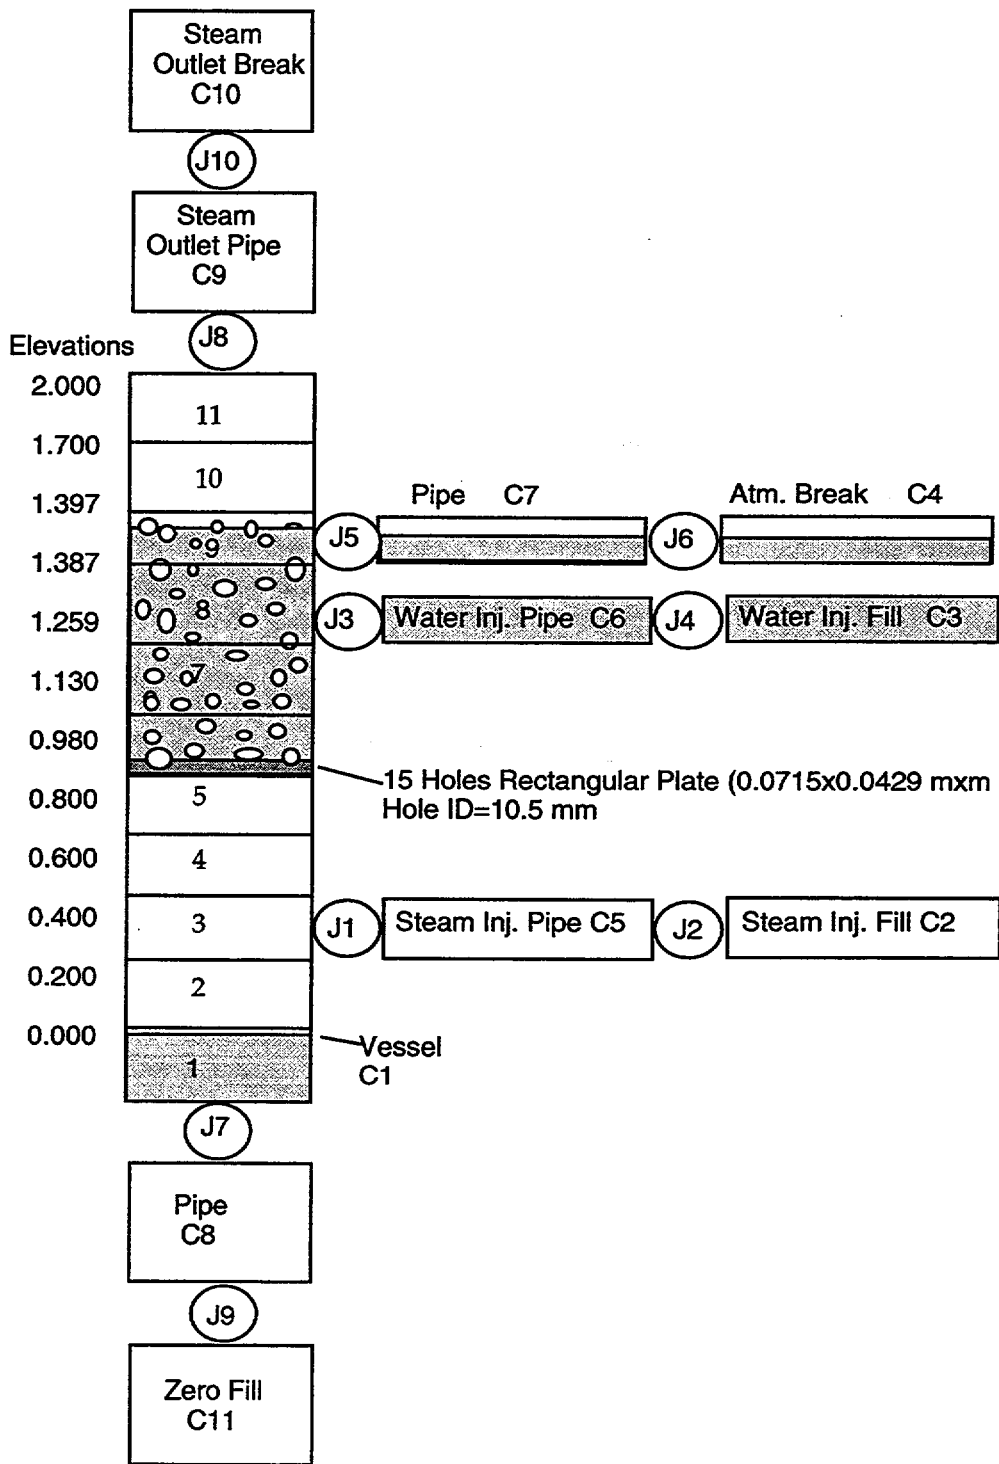 Steam
Outlet Break
C10
J10
Steam
Outlet Pipe
C9
J8
Elevations
2.000
11
1.700
10
1.397
Pipe C7
Atm. Break C4
9
J5
J6
1.387
8
1.259
J3
Water Inj. Pipe C6
J4
Water Inj. Fill C3
7
1.130
0.980
15 Holes Rectangular Plate (0.0715x0.0429 mxm
Hole ID=10.5 mm
5
0.800
4
0.600
3
0.400
J1
Steam Inj. Pipe C5
J2
Steam Inj. Fill C2
0.200
2
0.000
Vessel
C1
1
J7
Pipe
C8
J9
Zero Fill
C11